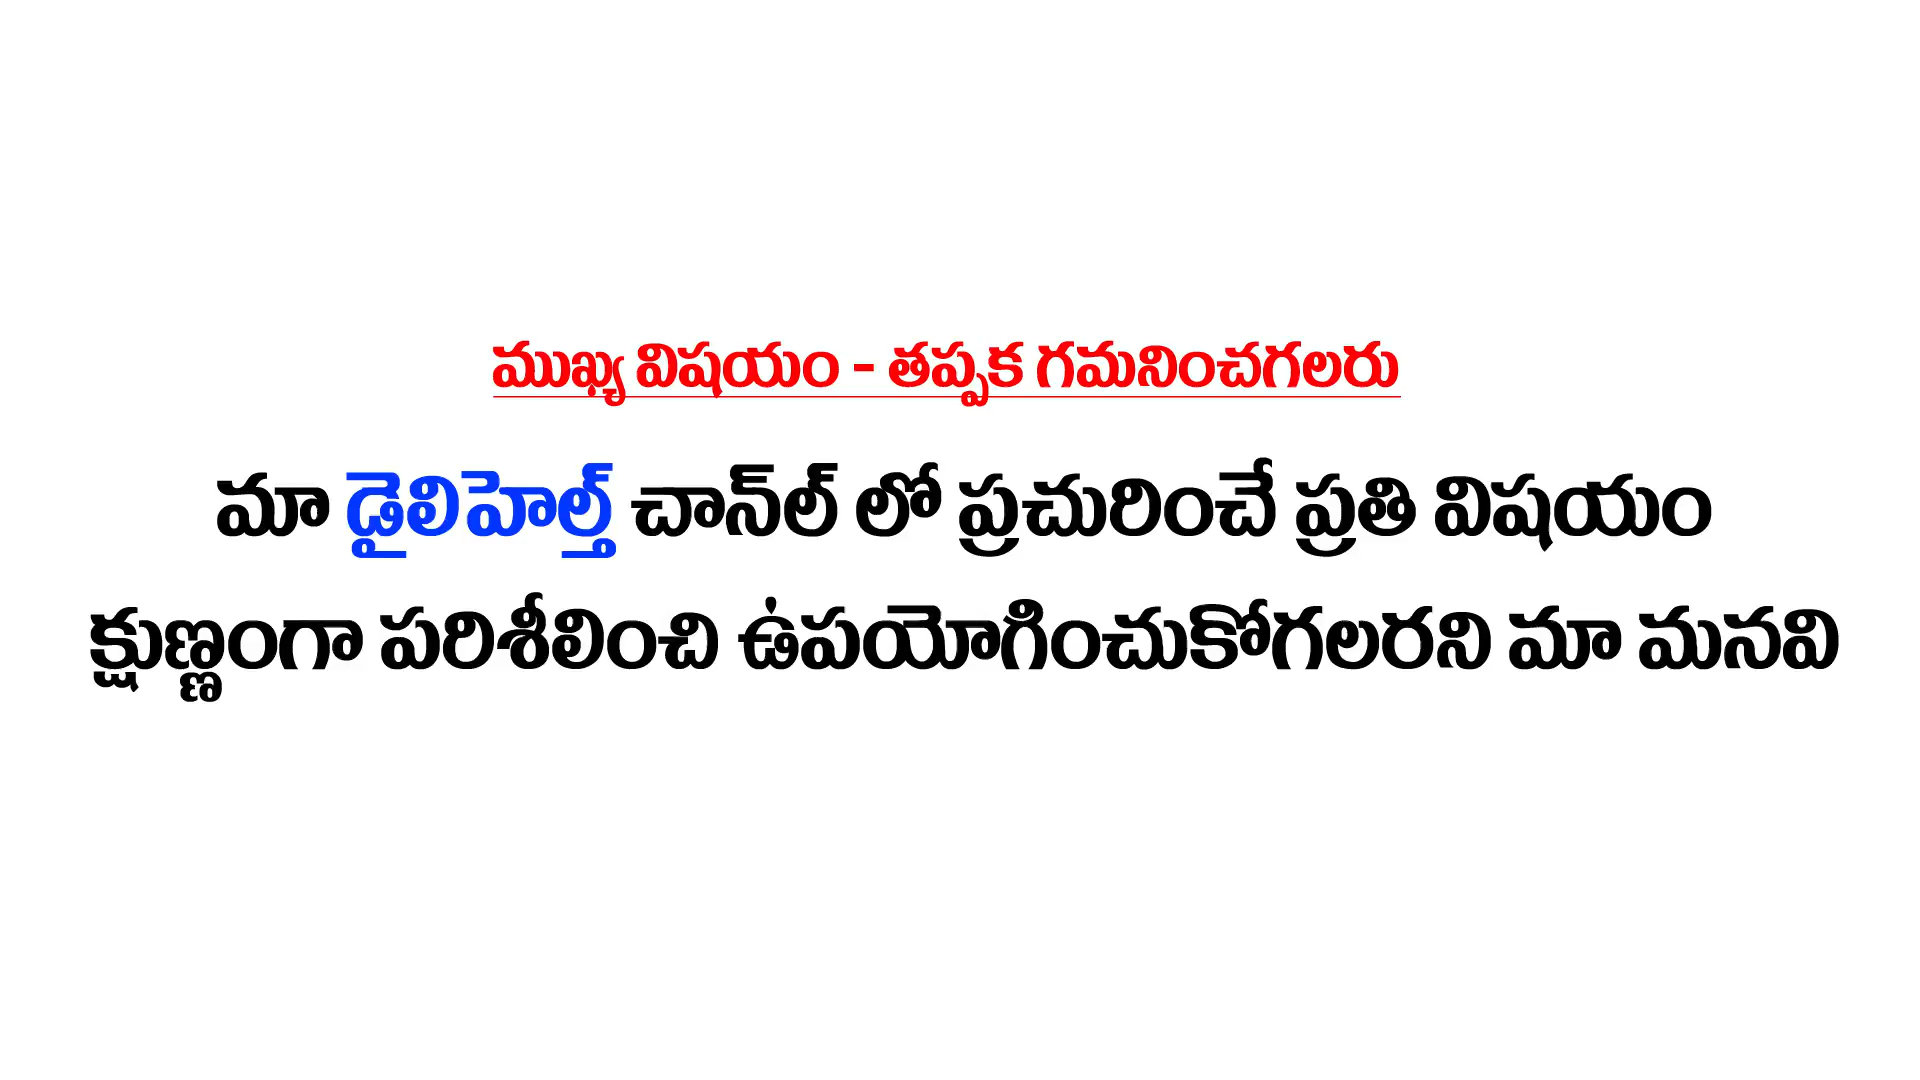 ముఖ్య విషయం - తప్పక గమనించగలరు
మా డైలిహెల్త్ చానెల్ లో ప్రచురించే ప్రతి విషయం
క్షుణ్ణంగా పరిశీలించి ఉపయోగించుకోగలరని మా మనవి